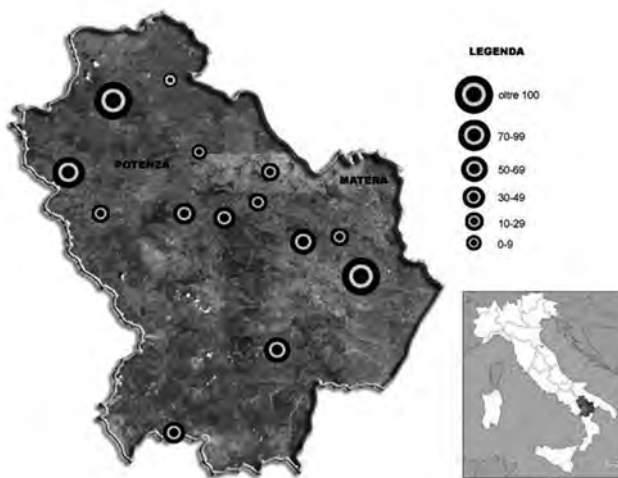 LEGENDA
oltre 100
70-99
50-69
30-49
10-29
0-9
POTENZA
MATERA